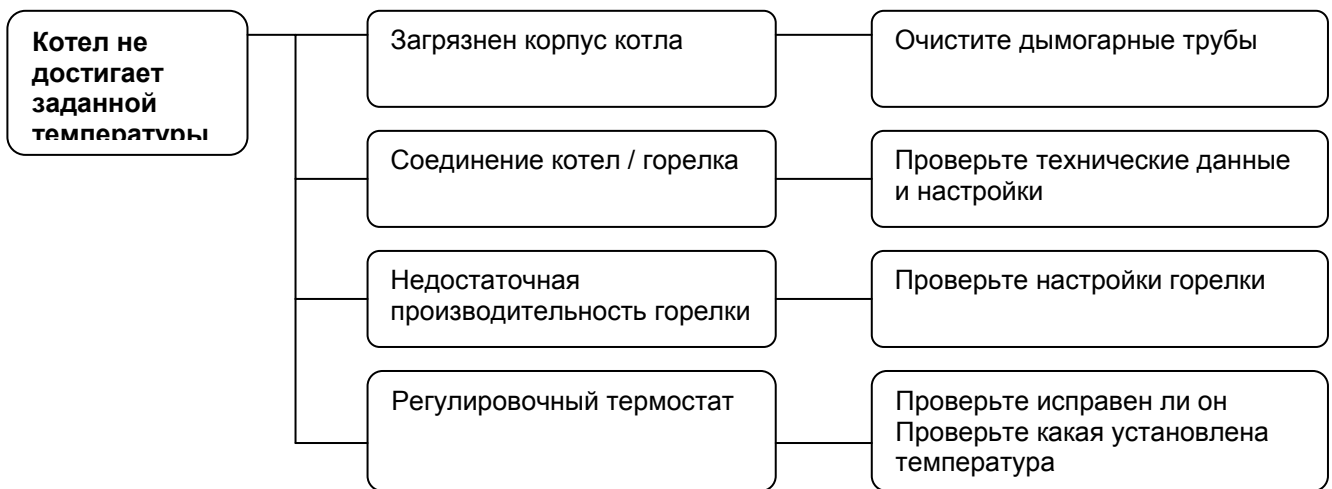 Котел не
достигает
заданной
температуры
Загрязнен корпус котла
Очистите дымогарные трубы
Соединение котел / горелка
Проверьте технические данные
и настройки
Недостаточная
производительность горелки
Проверьте настройки горелки
Регулировочный термостат
Проверьте исправен ли он
Проверьте какая установлена
температура